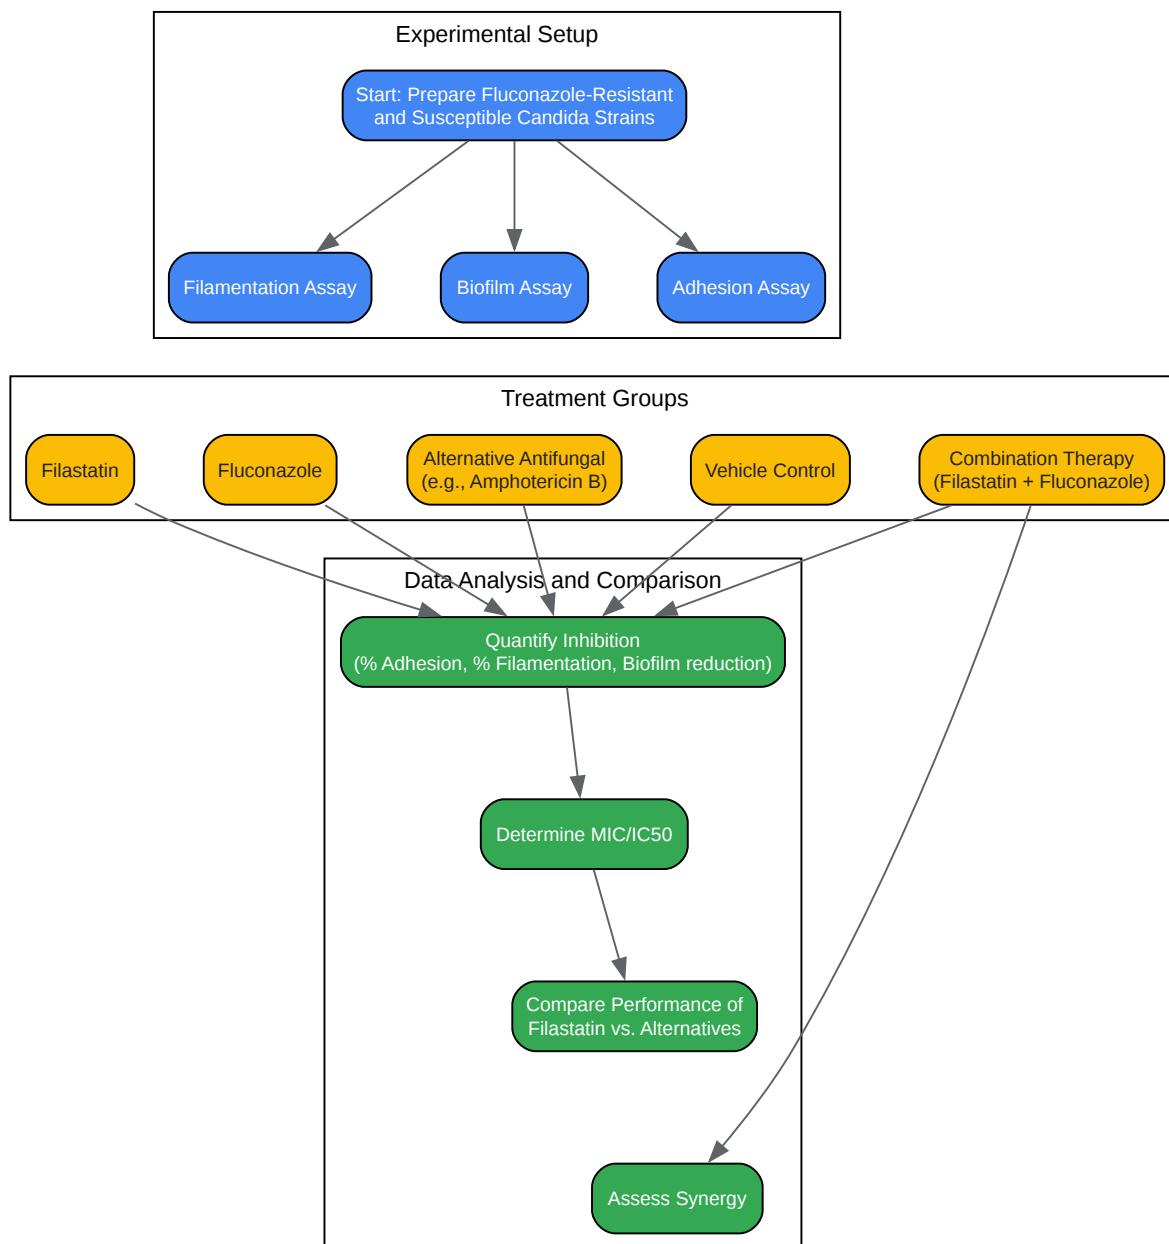 Experimental Setup
Start: Prepare Fluconazole-Resistant
and Susceptible Candida Strains
Filamentation Assay
Biofilm Assay
Adhesion Assay
Treatment Groups
Filastatin
Fluconazole
Alternative Antifungal
(e.g., Amphotericin B)
Vehicle Control
Combination Therapy
(Filastatin + Fluconazole)
Data Analysis and Comparison
Quantify Inhibition
(% Adhesion, % Filamentation, Biofilm reduction)
Determine MIC/IC50
Compare Performance of
Filastatin vs. Alternatives
Assess Synergy